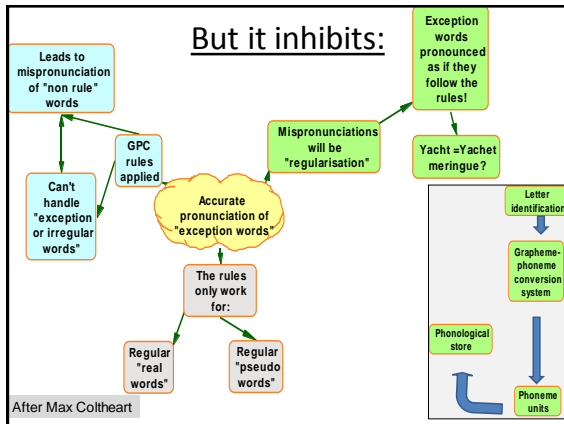 But it inhibits:
Leads to
mispronunciation
of "non rule"
words
GPC
rules
applied
Can't
handle
"exception
or irregular
words"
Accurate
pronunciation of
"exception words"
Mispronunciations
will be
"regularisation"
Exception
words
pronounced
as if they
follow the
rules!
Yacht =Yachet
meringue?
The rules
only work
for:
Regular
"real
words"
Regular
"pseudo
words"
Letter
identification
Grapheme-
phoneme
conversion
system
Phonological
store
Phoneme
units
After Max Coltheart